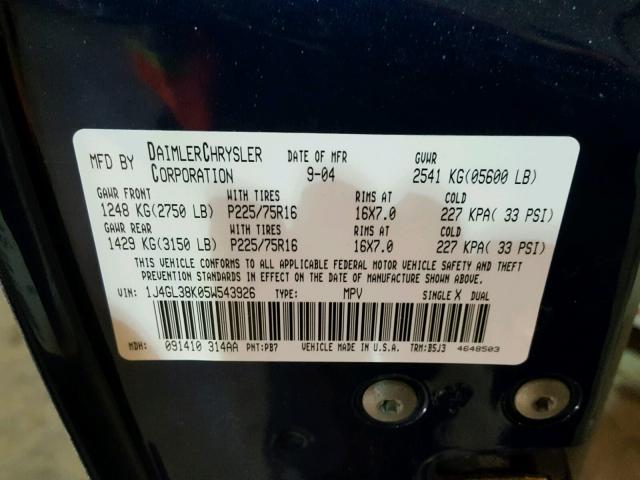 MFD BY DAIMLERCHRYSLER CORPORATION DATE OF MFR 9-04 GVWR 2541 KG(05600 LB)
GAWR FRONT WITH TIRES RIMS AT COLD
1248 KG(2750 LB) P225/75R16 16X7.0 227 KPA( 33 PSI)
GAWR REAR WITH TIRES RIMS AT COLD
1429 KG(3150 LB) P225/75R16 16X7.0 227 KPA( 33 PSI)
THIS VEHICLE CONFORMS TO ALL APPLICABLE FEDERAL MOTOR VEHICLE SAFETY AND THEFT
PREVENTION STANDARDS IN EFFECT ON THE DATE OF MANUFACTURE SHOWN ABOVE.
VIN: 1J4GL38K05W543926 TYPE: MPV SINGLE X DUAL
MDH: 091410 314AA PNT:PB7 VEHICLE MADE IN U.S.A. TRM:B5J3 4648503